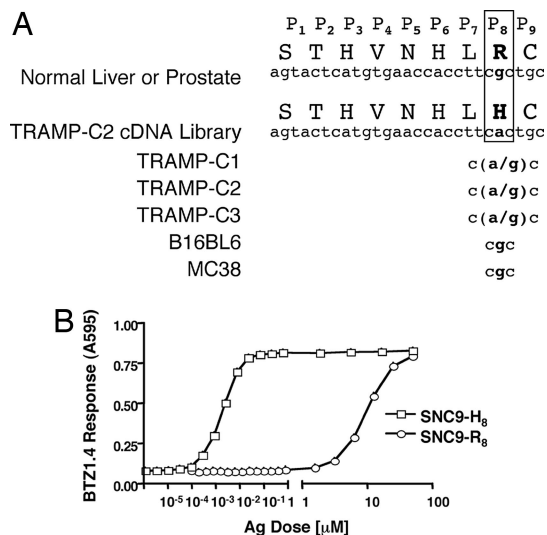 A
P1 P2 P3 P4 P5 P6 P7 P8 P9
S T H V N H L R C
Normal Liver or Prostate agtactcatgtgaaccaccttcgctgc
S T H V N H L H C
TRAMP-C2 cDNA Library agtactcatgtgaaccaccttcactgc
TRAMP-C1 c(a/g)c
TRAMP-C2 c(a/g)c
TRAMP-C3 c(a/g)c
B16BL6 cgc
MC38 cgc
B
BTZ1.4 Response (A595)
1.00
0.75
0.50
0.25
0.00
SNC9-H8
SNC9-R8
10-5 10-4 10-3 10-2 10-1 1 1 10 100
Ag Dose [µM]